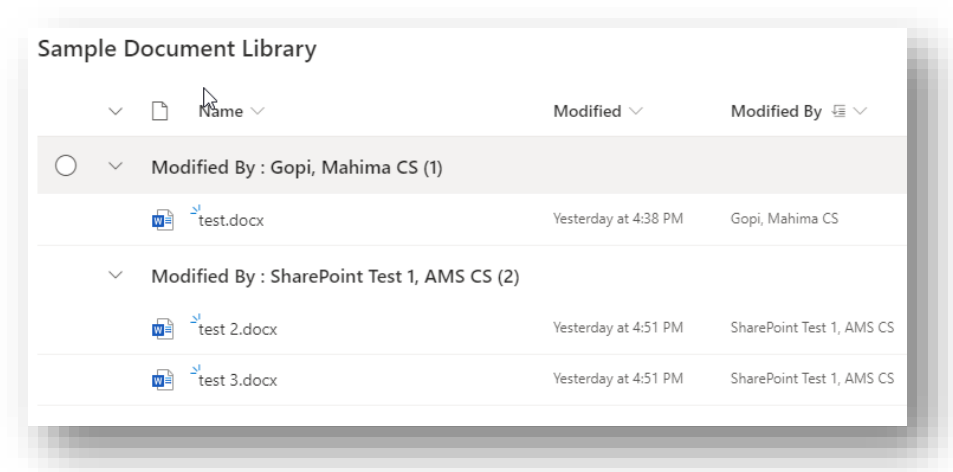 Sample Document Library
Name Modified Modified By
Modified By : Gopi, Mahima CS (1)
test.docx Yesterday at 4:38 PM Gopi, Mahima CS
Modified By : SharePoint Test 1, AMS CS (2)
test 2.docx Yesterday at 4:51 PM SharePoint Test 1, AMS CS
test 3.docx Yesterday at 4:51 PM SharePoint Test 1, AMS CS